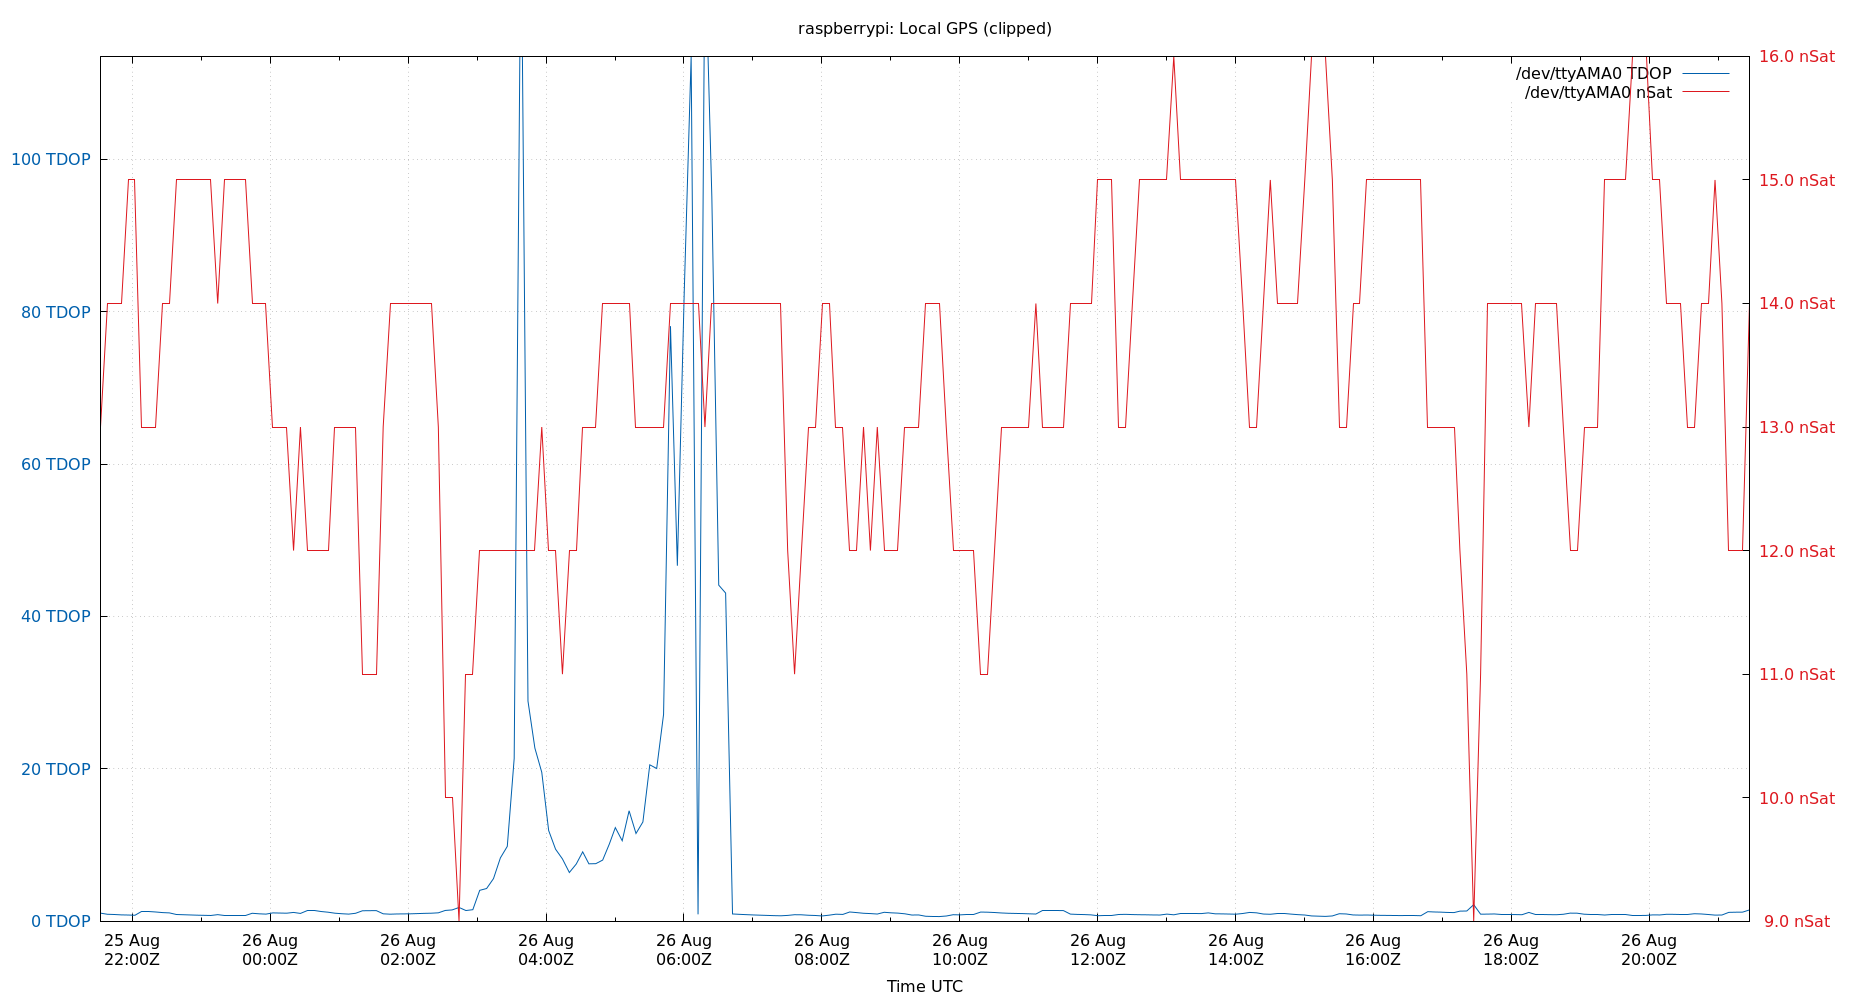 raspberrypi: Local GPS (clipped)
/dev/ttyAMA0 TDOP
/dev/ttyAMA0 nSat
100 TDOP
80 TDOP
60 TDOP
40 TDOP
20 TDOP
0 TDOP
16.0 nSat
15.0 nSat
14.0 nSat
13.0 nSat
12.0 nSat
11.0 nSat
10.0 nSat
9.0 nSat
25 Aug
22:00Z
26 Aug
00:00Z
26 Aug
02:00Z
26 Aug
04:00Z
26 Aug
06:00Z
26 Aug
08:00Z
26 Aug
10:00Z
26 Aug
12:00Z
26 Aug
14:00Z
26 Aug
16:00Z
26 Aug
18:00Z
26 Aug
20:00Z
Time UTC